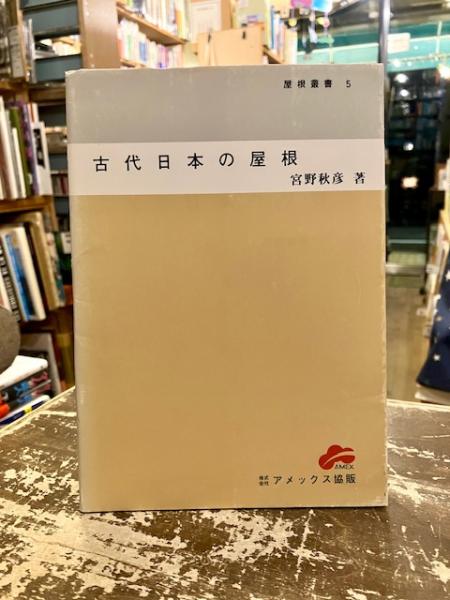 屋根叢書 5
古代日本の屋根
宮野秋彦 著
AMEX
株式会社 アメックス協販